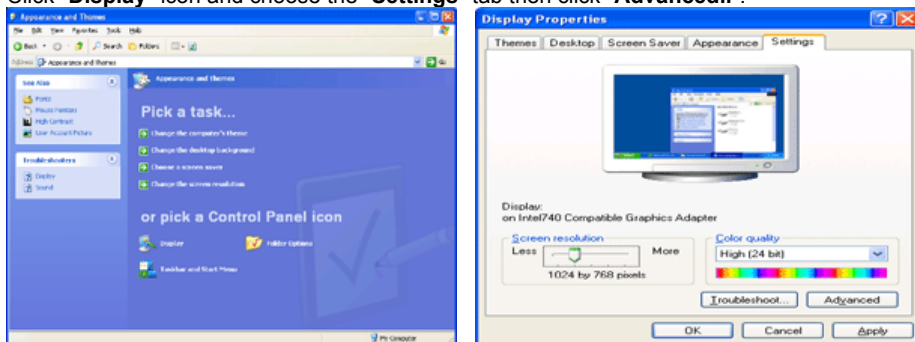 Click "Display" icon and choose the "Settings" tab then click "Advanced..".
Appearance and Themes
File Edit View Favorites Tools Help
Back Search Folders
Address Appearance and Themes Go
See Also
Fonts
Mouse Pointers
High Contrast
User Account Picture
Troubleshooters
Display
Sound
Appearance and Themes
Pick a task...
Change the computer's theme
Change the desktop background
Choose a screen saver
Change the screen resolution
or pick a Control Panel icon
Display
Folder Options
Taskbar and Start Menu
My Computer
Display Properties
Themes Desktop Screen Saver Appearance Settings
Display:
on Intel740 Compatible Graphics Adapter
Screen resolution
Less More
1024 by 768 pixels
Color quality
High (24 bit)
Troubleshoot... Advanced
OK Cancel Apply